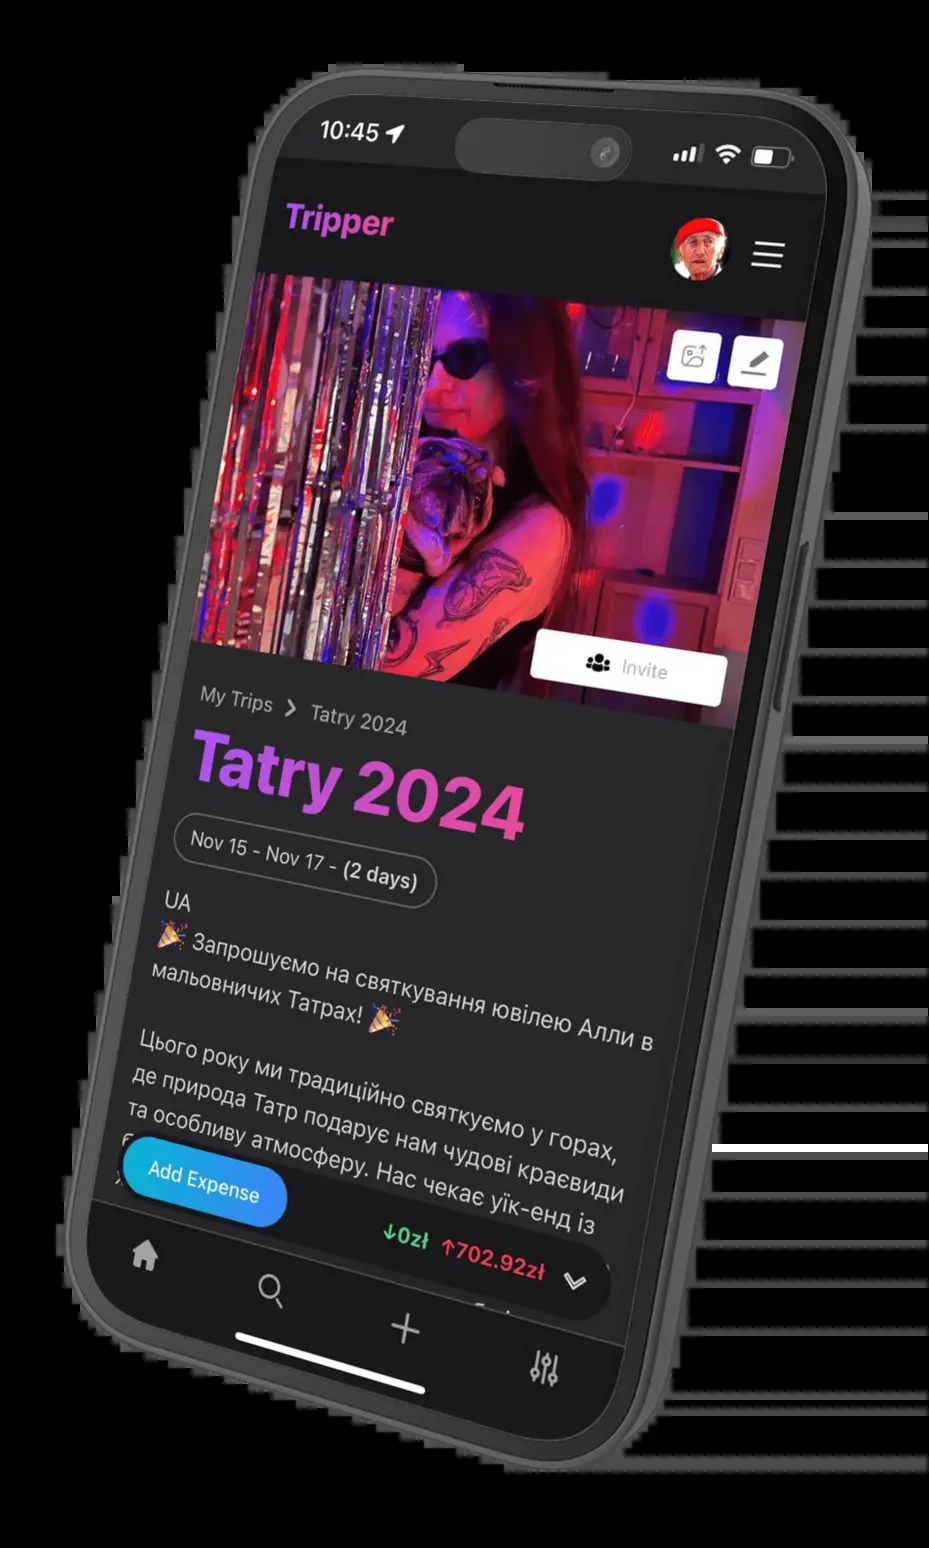 10:45
Tripper
Invite
My Trips > Tatry 2024
Tatry 2024
Nov 15 - Nov 17 - (2 days)
UA
🎉 Запрошуємо на святкування ювілею Алли в
мальовничих Татрах! 🎉
Цього року ми традиційно святкуємо у горах,
де природа Татр подарує нам чудові краєвиди
та особливу атмосферу. Нас чекає уїк-енд із
Add Expense
↓0zł ↑702.92zł